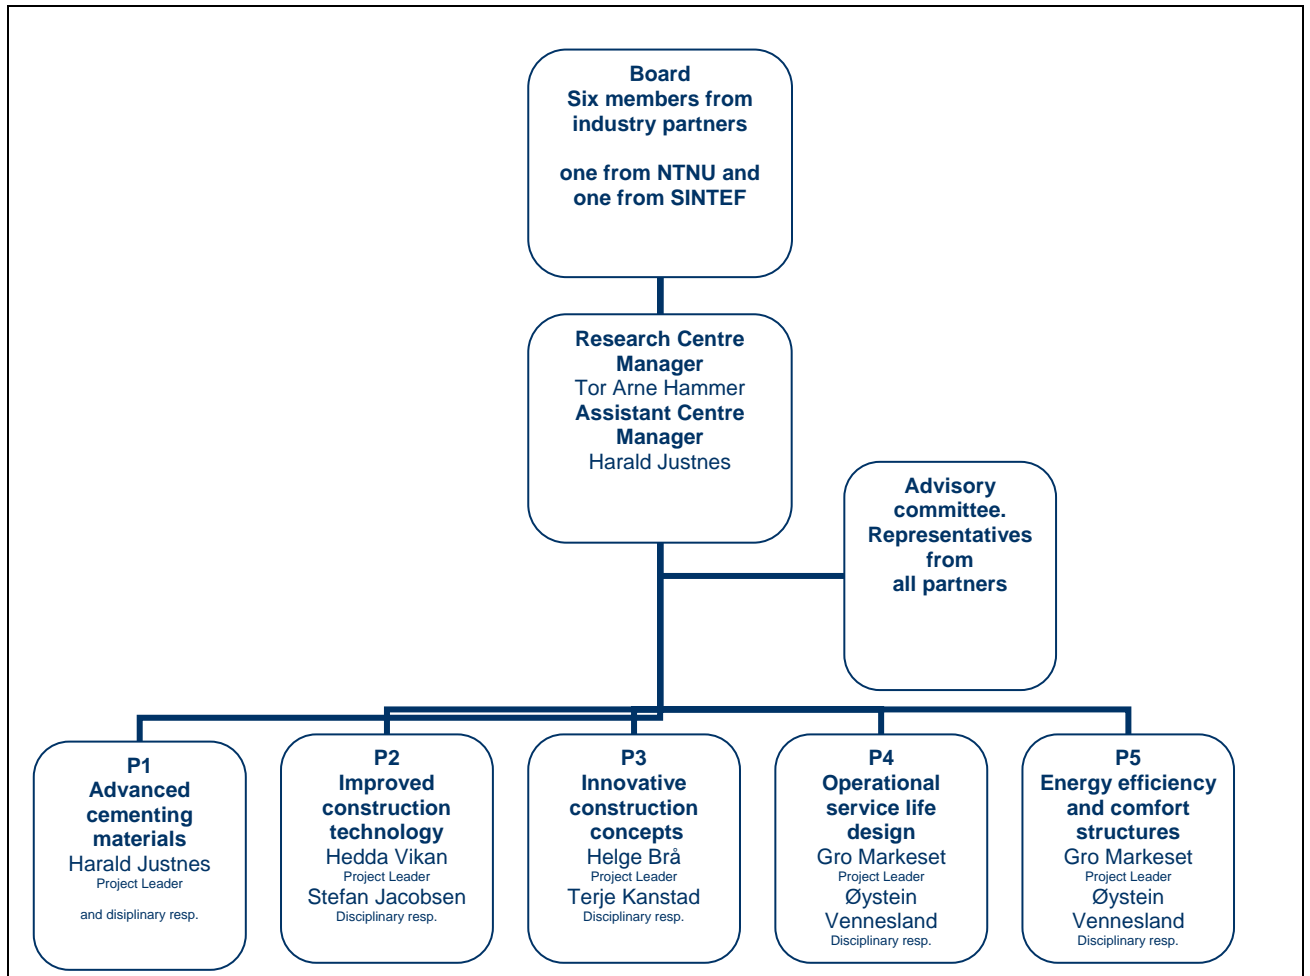 Board
Six members from
industry partners
one from NTNU and
one from SINTEF
Research Centre
Manager
Tor Arne Hammer
Assistant Centre
Manager
Harald Justnes
Advisory
committee.
Representatives
from
all partners
P1
Advanced
cementing
materials
Harald Justnes
Project Leader
and disiplinary resp.
P2
Improved
construction
technology
Hedda Vikan
Project Leader
Stefan Jacobsen
Disciplinary resp.
P3
Innovative
construction
concepts
Helge Brå
Project Leader
Terje Kanstad
Disciplinary resp.
P4
Operational
service life
design
Gro Markeset
Project Leader
Øystein
Vennesland
Disciplinary resp.
P5
Energy efficiency
and comfort
structures
Gro Markeset
Project Leader
Øystein
Vennesland
Disciplinary resp.